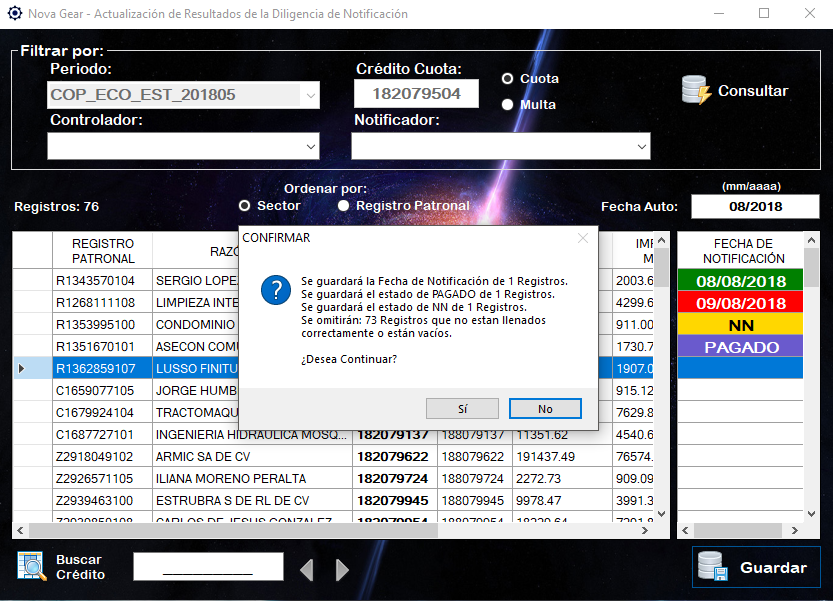 Nova Gear - Actualización de Resultados de la Diligencia de Notificación
Filtrar por:
Periodo:
Crédito Cuota:
COP_ECO_EST_201805
182079504
Cuota
Multa
Consultar
Controlador:
Notificador:
Ordenar por:
(mm/aaaa)
Registros: 76
Sector
Registro Patronal
Fecha Auto:
08/2018
REGISTRO PATRONAL
RAZO
IMP
M
FECHA DE NOTIFICACIÓN
R1343570104 SERGIO LOPE 2003.6 08/08/2018
R1268111108 LIMPIEZA INTE 4299.6 09/08/2018
R1353995100 CONDOMINIO 911.00 NN
R1351670101 ASECON COM 1730.7 PAGADO
R1362859107 LUSSO FINITU 1907.0
C1659077105 JORGE HUMB 915.12
C1679924104 TRACTOMAQU 7629.8
C1687727101 INGENIERIA HIDRAULICA MOSQ... 182079137 188079137 11351.62 4540.6
Z2918049102 ARMIC SA DE CV 182079622 188079622 191437.49 76574.
Z2926571105 ILIANA MORENO PERALTA 182079724 188079724 2272.73 909.09
Z2939463100 ESTRUBRA S DE RL DE CV 182079945 188079945 9978.47 3991.3
Z2939859108 CARLOS DE JESUS GONZALEZ 182079954 188079954 18229.64 7291.8
CONFIRMAR
Se guardará la Fecha de Notificación de 1 Registros.
Se guardará el estado de PAGADO de 1 Registros.
Se guardará el estado de NN de 1 Registros.
Se omitirán: 73 Registros que no estan llenados
correctamente o están vacíos.
¿Desea Continuar?
Sí
No
Buscar
Crédito
Guardar